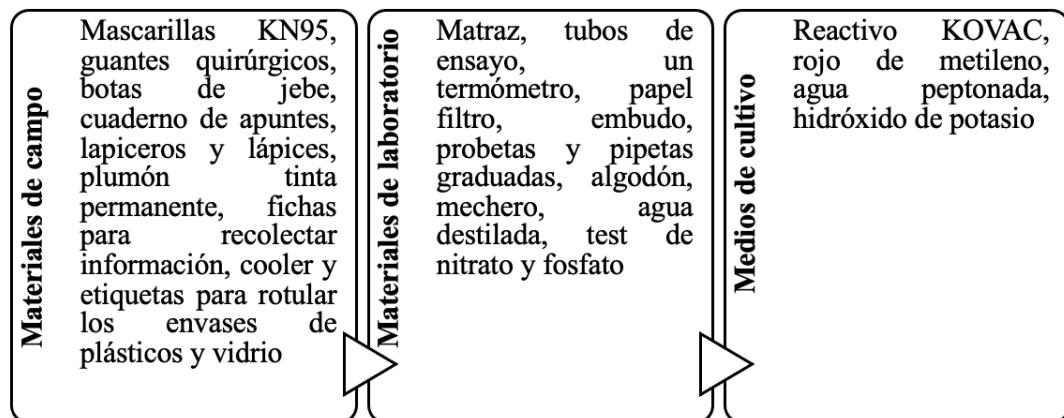 Materiales de campo
Mascarillas KN95,
guantes quirúrgicos,
botas de jebe,
cuaderno de apuntes,
lapiceros y lápices,
plumón tinta
permanente, fichas
para recolectar
información, cooler y
etiquetas para rotular
los envases de
plásticos y vidrio
Materiales de laboratorio
Matraz, tubos de
ensayo, un
termómetro, papel
filtro, embudo,
probetas y pipetas
graduadas, algodón,
mechero, agua
destilada, test de
nitrato y fosfato
Medios de cultivo
Reactivo KOVAC,
rojo de metileno,
agua peptonada,
hidróxido de potasio